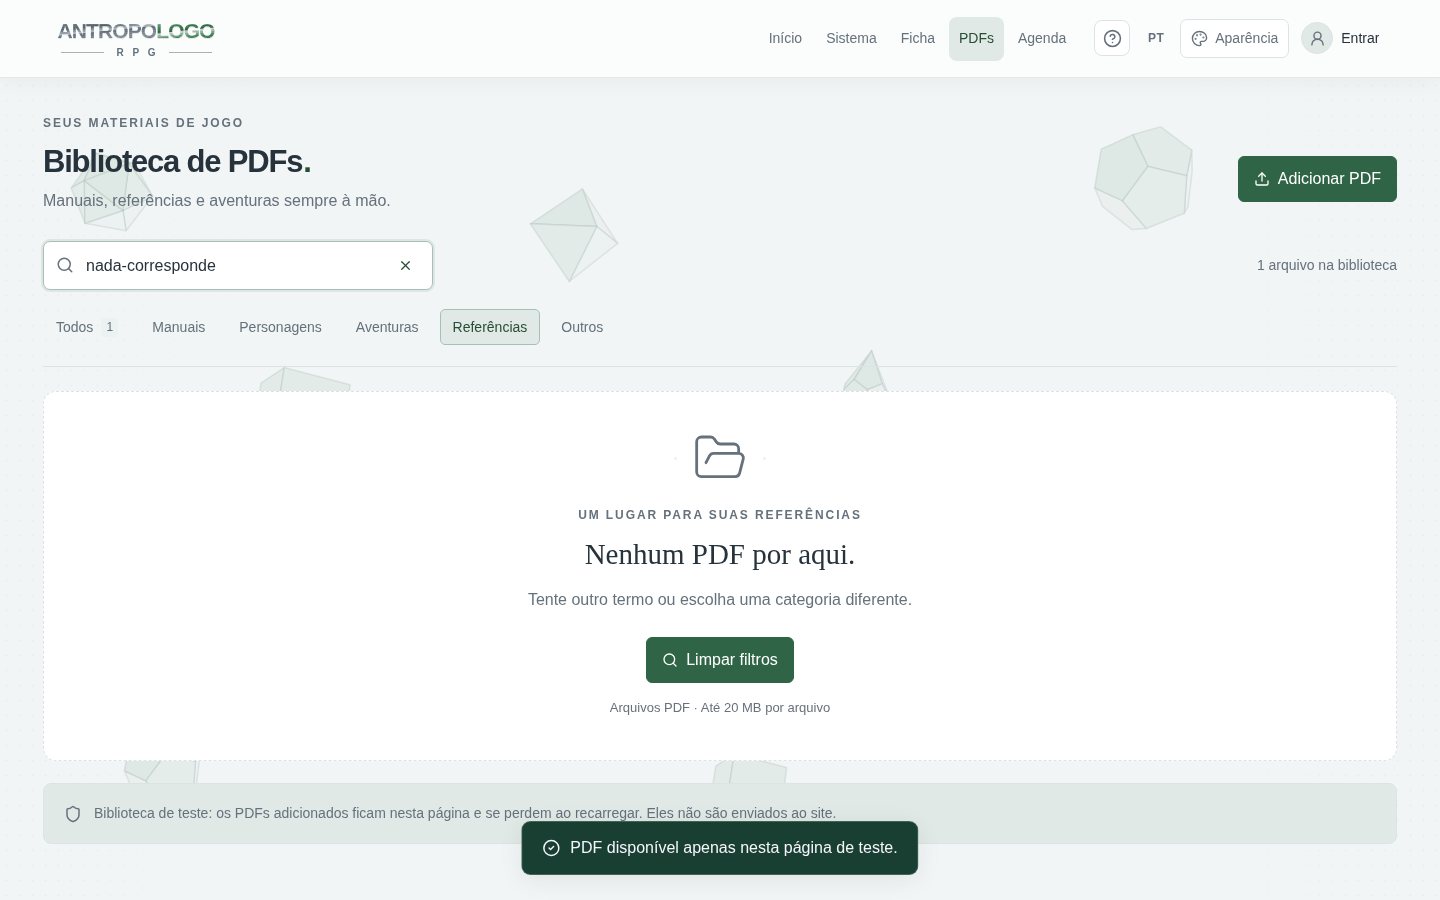 ANTROPOLOGO
RPG
Início
Sistema
Ficha
PDFs
Agenda
PT
Aparência
Entrar
SEUS MATERIAIS DE JOGO
Biblioteca de PDFs.
Manuais, referências e aventuras sempre à mão.
Adicionar PDF
nada-corresponde
1 arquivo na biblioteca
Todos 1
Manuais
Personagens
Aventuras
Referências
Outros
UM LUGAR PARA SUAS REFERÊNCIAS
Nenhum PDF por aqui.
Tente outro termo ou escolha uma categoria diferente.
Limpar filtros
Arquivos PDF · Até 20 MB por arquivo
Biblioteca de teste: os PDFs adicionados ficam nesta página e se perdem ao recarregar. Eles não são enviados ao site.
PDF disponível apenas nesta página de teste.